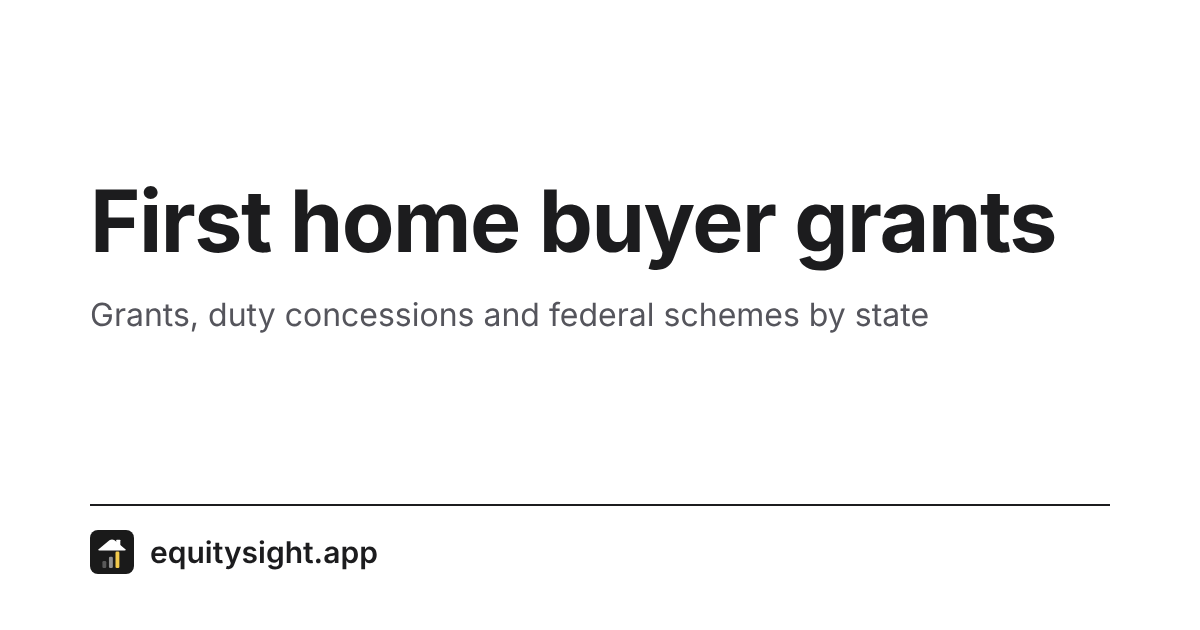 First home buyer grants
Grants, duty concessions and federal schemes by state
equitysight.app